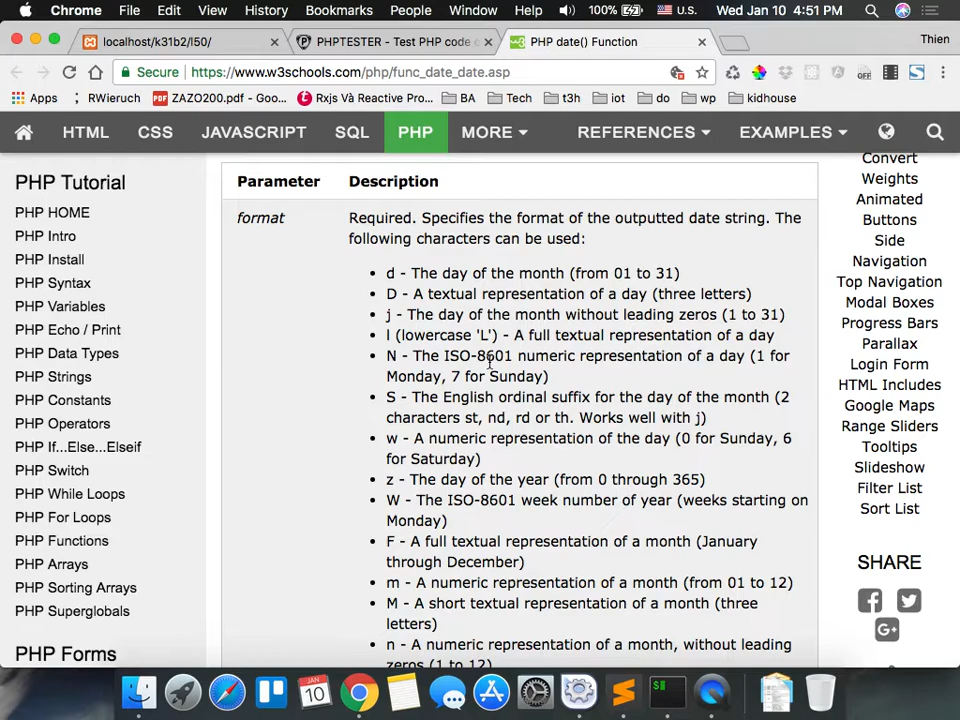 Chrome File Edit View History Bookmarks People Window Help 100% U.S. Wed Jan 10 4:51 PM
localhost/k31b2/l50/
PHPTESTER - Test PHP code
PHP date() Function
Thien
Secure https://www.w3schools.com/php/func_date_date.asp
OFF
Apps RWieruch ZAZO200.pdf - Goo... Rxjs Và Reactive Pro... BA Tech t3h iot do wp kidhouse
HTML CSS JAVASCRIPT SQL PHP MORE REFERENCES EXAMPLES
PHP Tutorial
PHP HOME
PHP Intro
PHP Install
PHP Syntax
PHP Variables
PHP Echo / Print
PHP Data Types
PHP Strings
PHP Constants
PHP Operators
PHP If...Else...Elseif
PHP Switch
PHP While Loops
PHP For Loops
PHP Functions
PHP Arrays
PHP Sorting Arrays
PHP Superglobals
PHP Forms
Parameter Description
format Required. Specifies the format of the outputted date string. The
following characters can be used:
• d - The day of the month (from 01 to 31)
• D - A textual representation of a day (three letters)
• j - The day of the month without leading zeros (1 to 31)
• l (lowercase 'L') - A full textual representation of a day
• N - The ISO-8601 numeric representation of a day (1 for
Monday, 7 for Sunday)
• S - The English ordinal suffix for the day of the month (2
characters st, nd, rd or th. Works well with j)
• w - A numeric representation of the day (0 for Sunday, 6
for Saturday)
• z - The day of the year (from 0 through 365)
• W - The ISO-8601 week number of year (weeks starting on
Monday)
• F - A full textual representation of a month (January
through December)
• m - A numeric representation of a month (from 01 to 12)
• M - A short textual representation of a month (three
letters)
• n - A numeric representation of a month, without leading
zeros (1 to 12)
Convert
Weights
Animated
Buttons
Side
Navigation
Top Navigation
Modal Boxes
Progress Bars
Parallax
Login Form
HTML Includes
Google Maps
Range Sliders
Tooltips
Slideshow
Filter List
Sort List
SHARE
JAN
10